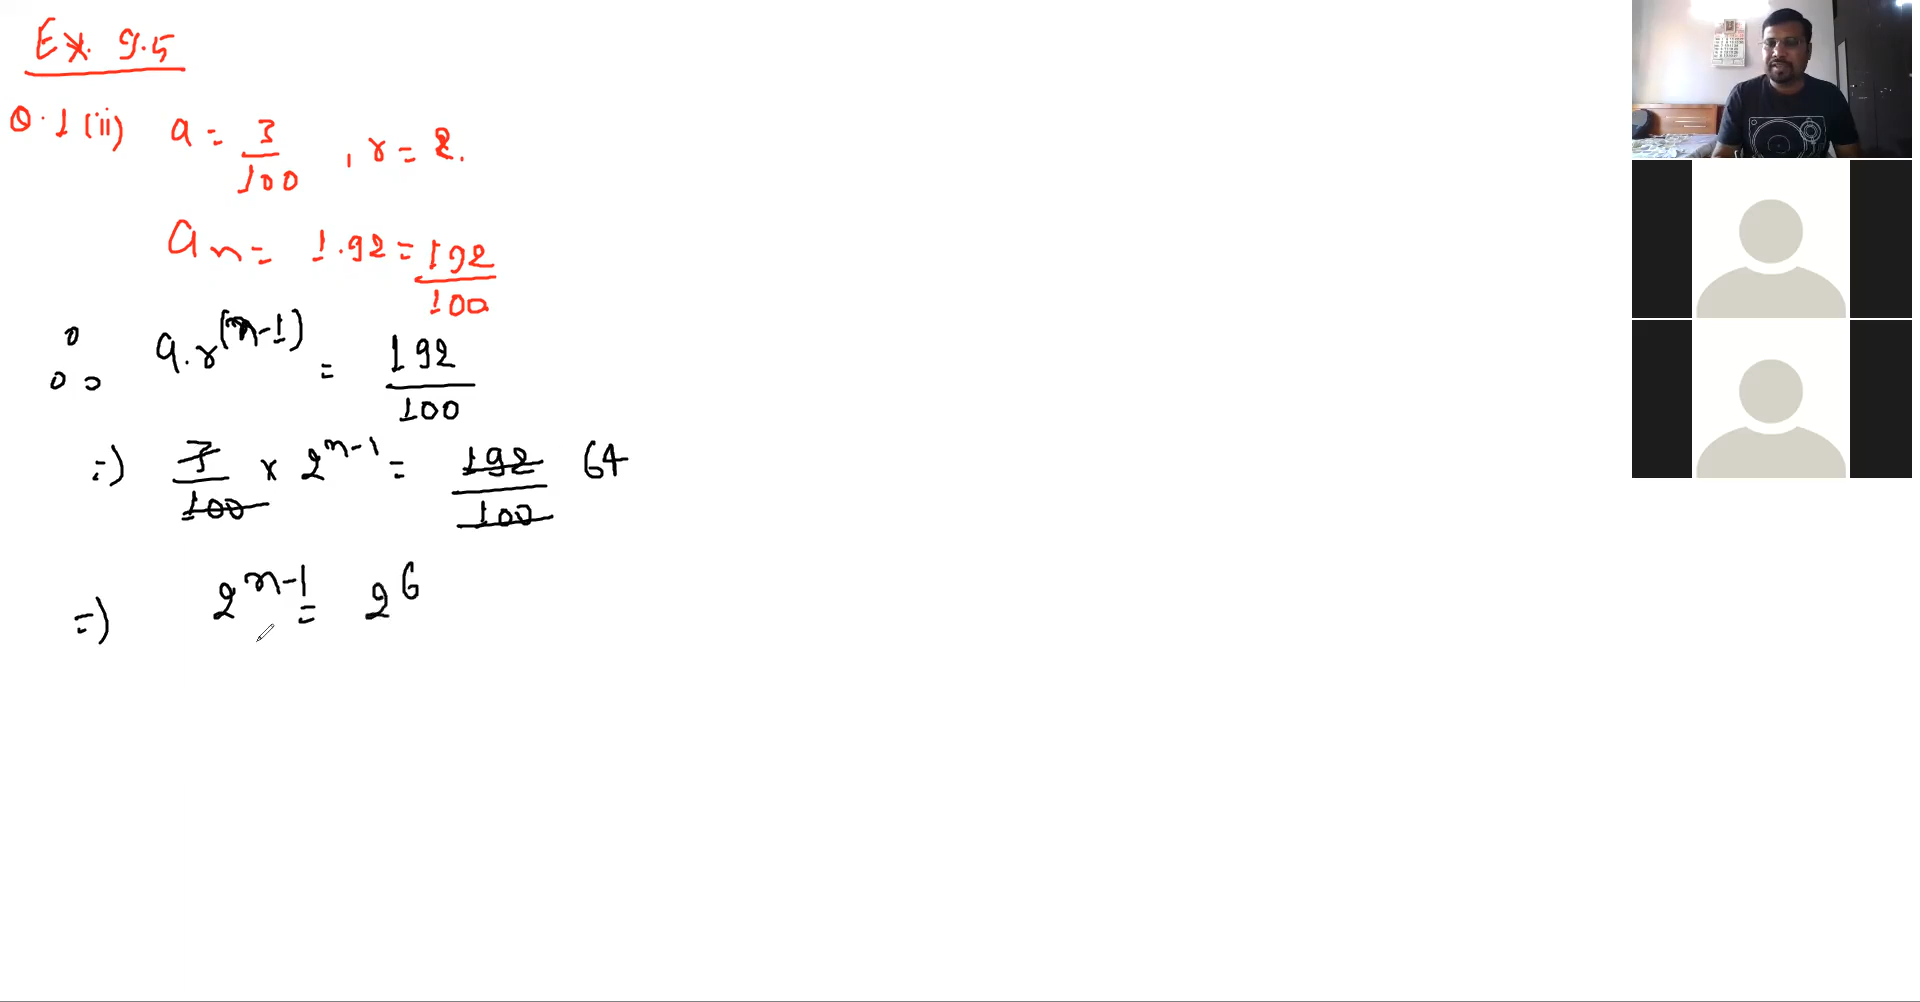 Ex. 9.5
Q.1 (ii) a = 3/100 , r = 2.
an = 1.92 = 192/100
∴ a.r^(n-1) = 192/100
=) 3/100 x 2^n-1 = 192/100 64
=) 2^n-1 = 2^6